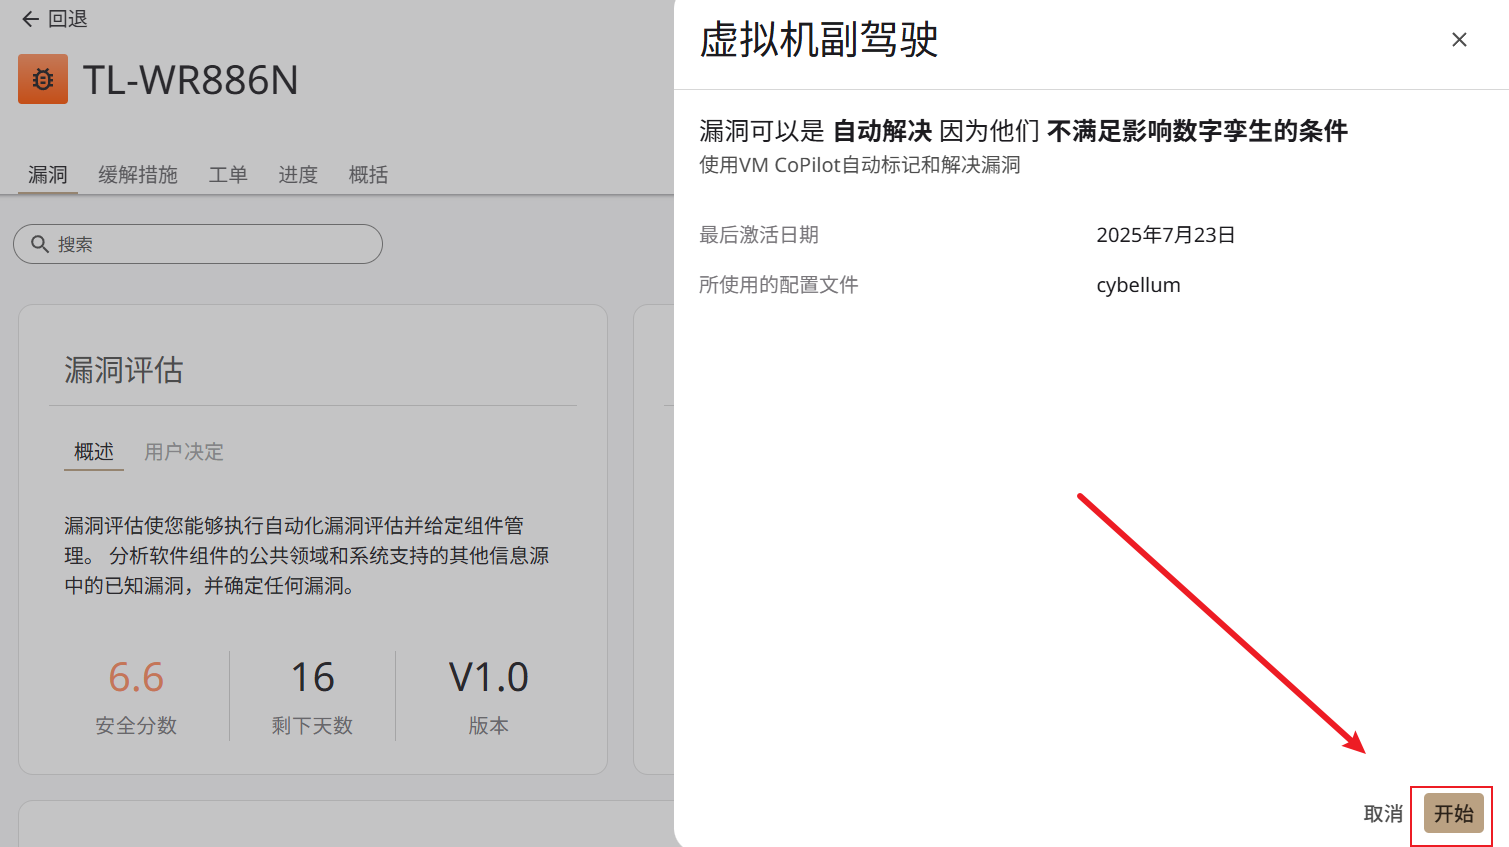 回退
TL-WR886N
漏洞 缓解措施 工单 进度 概括
搜索
漏洞评估
概述 用户决定
漏洞评估使您能够执行自动化漏洞评估并给定组件管
理。 分析软件组件的公共领域和系统支持的其他信息源
中的已知漏洞，并确定任何漏洞。
6.6 16 V1.0
安全分数 剩下天数 版本
虚拟机副驾驶
漏洞可以是 自动解决 因为他们 不满足影响数字孪生的条件
使用VM CoPilot自动标记和解决漏洞
最后激活日期 2025年7月23日
所使用的配置文件 cybellum
取消 开始